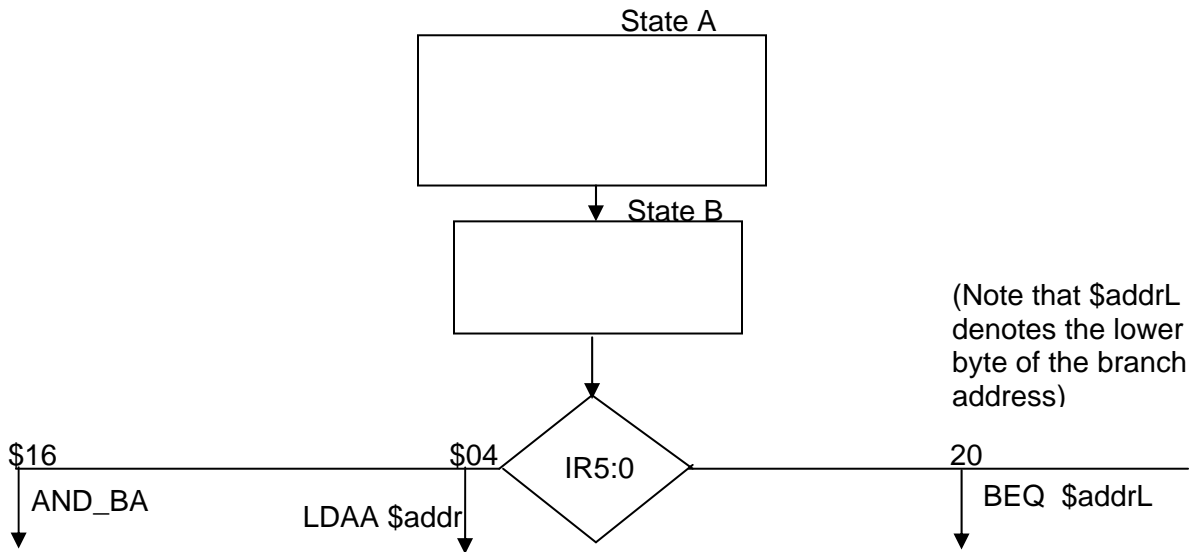 State A
State B
(Note that $addrL
denotes the lower
byte of the branch
address)
$16
$04
IR5:0
20
AND_BA
LDAA $addr
BEQ $addrL